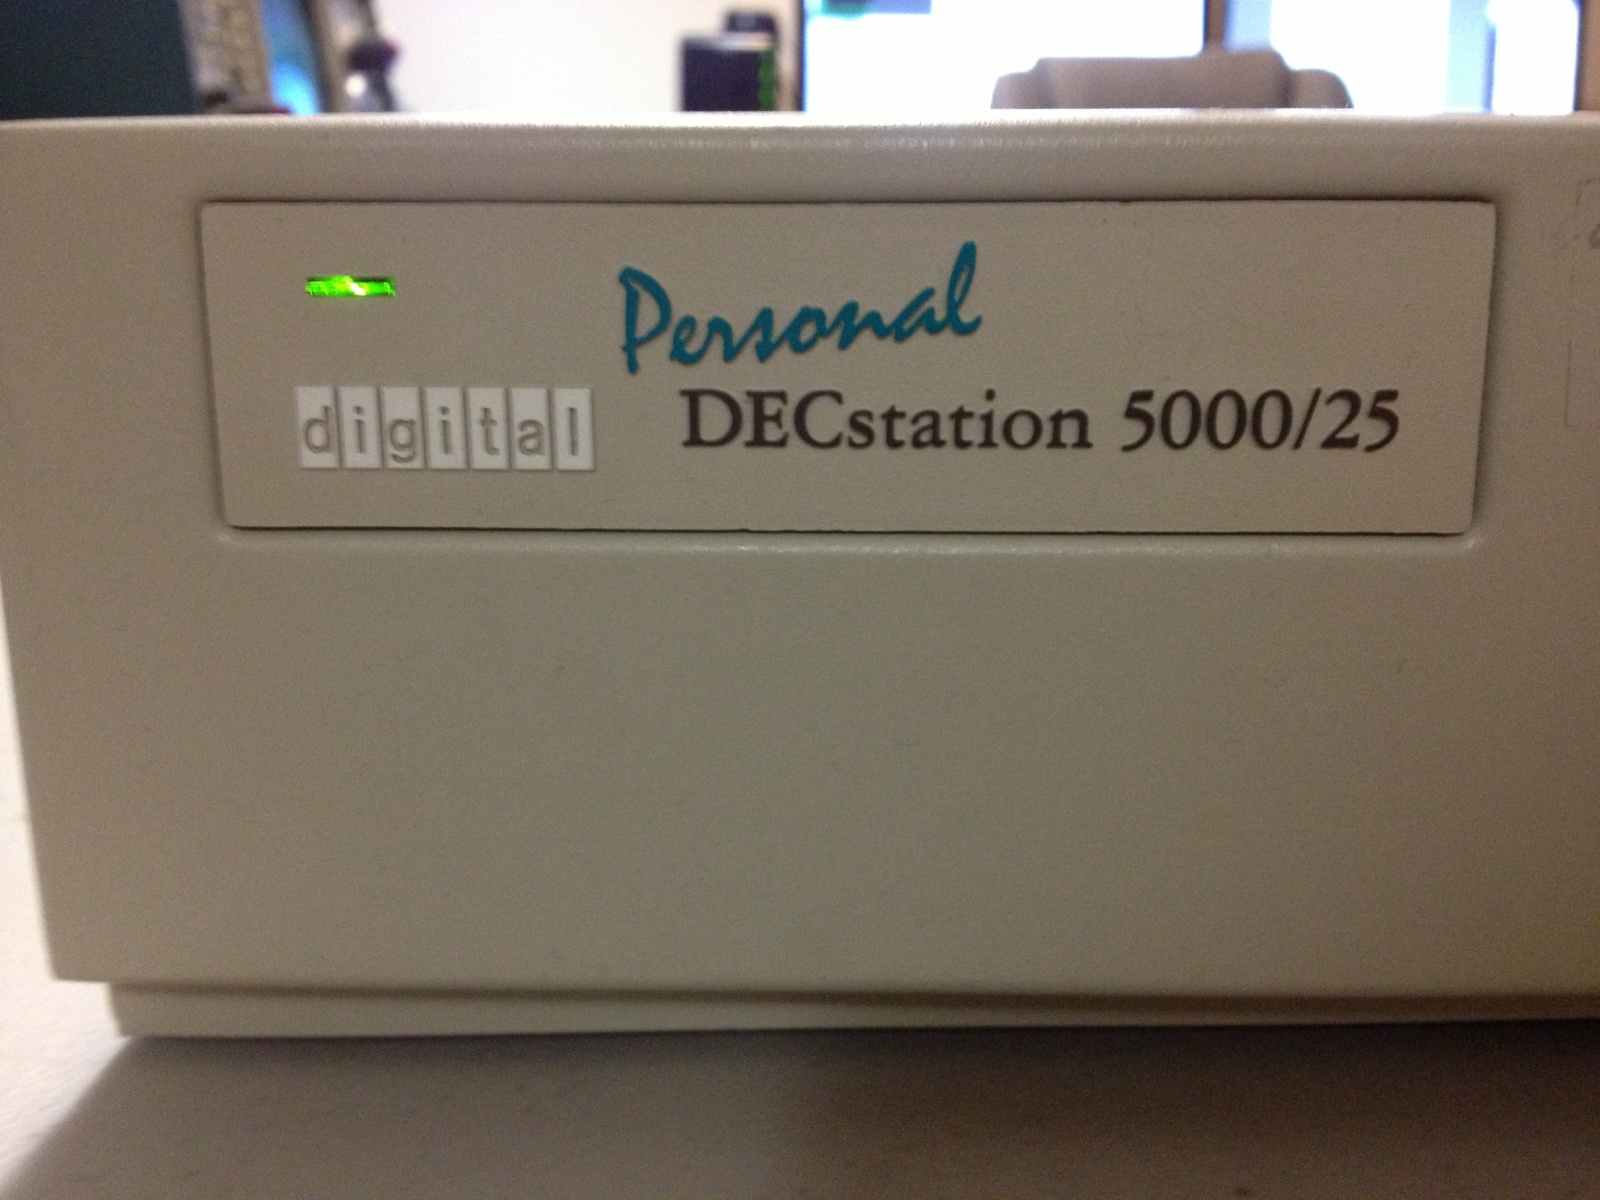 Personal
digital
DECstation 5000/25